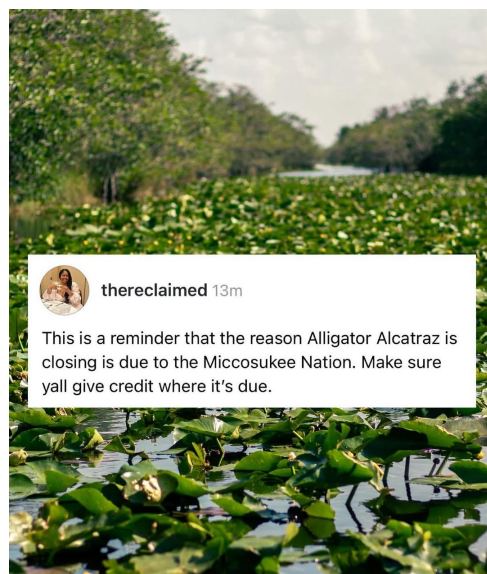 thereclaimed 13m
This is a reminder that the reason Alligator Alcatraz is
closing is due to the Miccosukee Nation. Make sure
yall give credit where it's due.